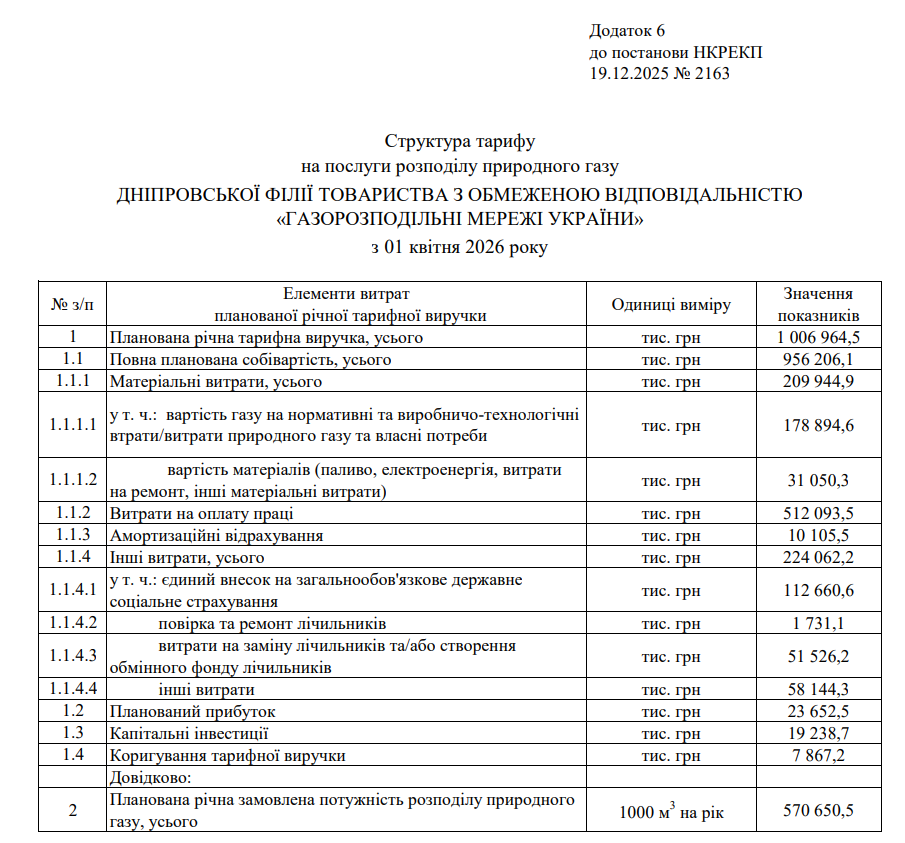 Додаток 6
до постанови НКРЕКП
19.12.2025 № 2163
Структура тарифу
на послуги розподілу природного газу
ДНІПРОВСЬКОЇ ФІЛІЇ ТОВАРИСТВА З ОБМЕЖЕНОЮ ВІДПОВІДАЛЬНІСТЮ
«ГАЗОРОЗПОДІЛЬНІ МЕРЕЖІ УКРАЇНИ»
з 01 квітня 2026 року
№ з/п Елементи витрат Одиниці виміру Значення
планованої річної тарифної виручки показників
1 Планована річна тарифна виручка, усього тис. грн 1 006 964,5
1.1 Повна планована собівартість, усього тис. грн 956 206,1
1.1.1 Матеріальні витрати, усього тис. грн 209 944,9
1.1.1.1 у т. ч.: вартість газу на нормативні та виробничо-технологічні тис. грн 178 894,6
втрати/витрати природного газу та власні потреби
1.1.1.2 вартість матеріалів (паливо, електроенергія, витрати тис. грн 31 050,3
на ремонт, інші матеріальні витрати)
1.1.2 Витрати на оплату праці тис. грн 512 093,5
1.1.3 Амортизаційні відрахування тис. грн 10 105,5
1.1.4 Інші витрати, усього тис. грн 224 062,2
1.1.4.1 у т. ч.: єдиний внесок на загальнообов'язкове державне тис. грн 112 660,6
соціальне страхування
1.1.4.2 повірка та ремонт лічильників тис. грн 1 731,1
1.1.4.3 витрати на заміну лічильників та/або створення тис. грн 51 526,2
обмінного фонду лічильників
1.1.4.4 інші витрати тис. грн 58 144,3
1.2 Планований прибуток тис. грн 23 652,5
1.3 Капітальні інвестиції тис. грн 19 238,7
1.4 Коригування тарифної виручки тис. грн 7 867,2
Довідково:
2 Планована річна замовлена потужність розподілу природного 1000 м³ на рік 570 650,5
газу, усього